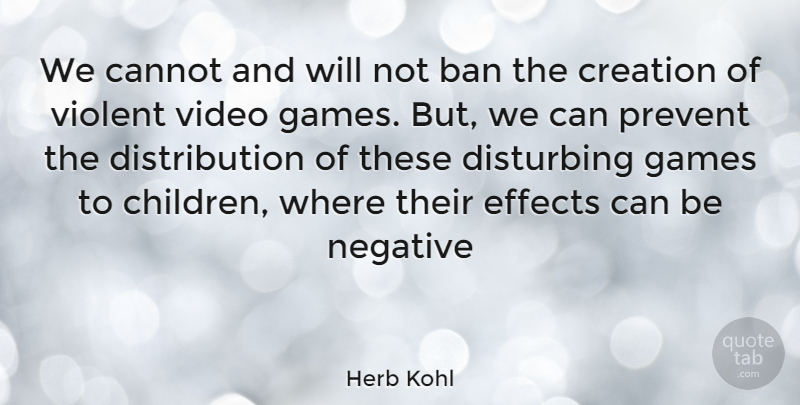 We cannot and will not ban the creation of
violent video games. But, we can prevent
the distribution of these disturbing games
to children, where their effects can be
negative
Herb Kohl
quote
tab
.com